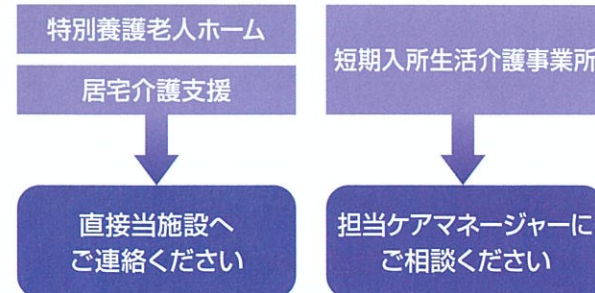 特別養護老人ホーム
居宅介護支援
直接当施設へ
ご連絡ください
短期入所生活介護事業所
担当ケアマネージャーに
ご相談ください